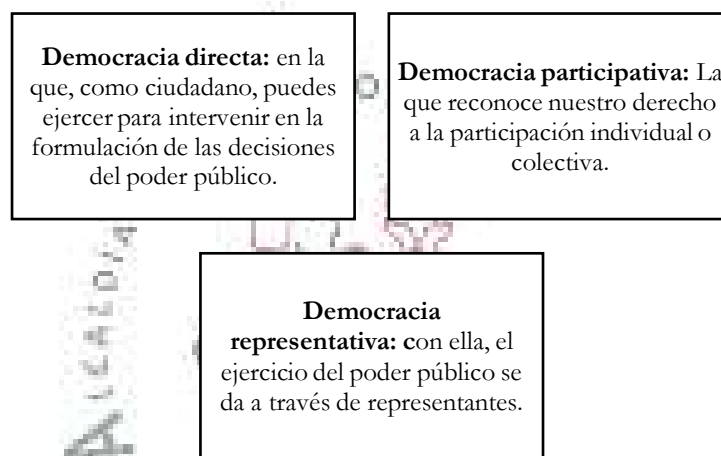 Democracia directa: en la
que, como ciudadano, puedes
ejercer para intervenir en la
formulación de las decisiones
del poder público.
Democracia participativa: La
que reconoce nuestro derecho
a la participación individual o
colectiva.
Democracia
representativa: con ella, el
ejercicio del poder público se
da a través de representantes.
ALCALDÍA